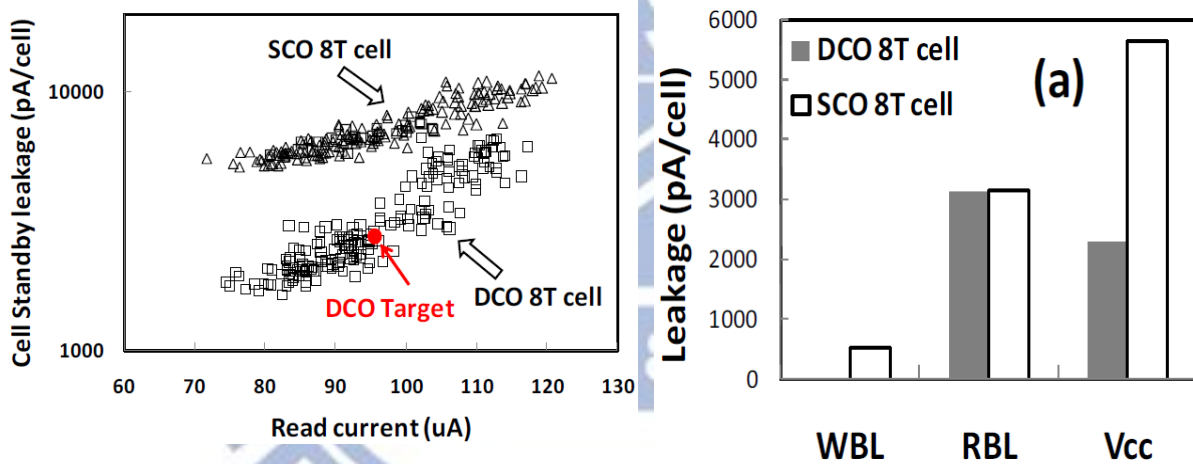 Cell Standby leakage (pA/cell)
10000
1000
SCO 8T cell
DCO Target
DCO 8T cell
60 70 80 90 100 110 120 130
Read current (uA)
Leakage (pA/cell)
6000
5000
4000
3000
2000
1000
0
DCO 8T cell
SCO 8T cell
(a)
WBL RBL Vcc